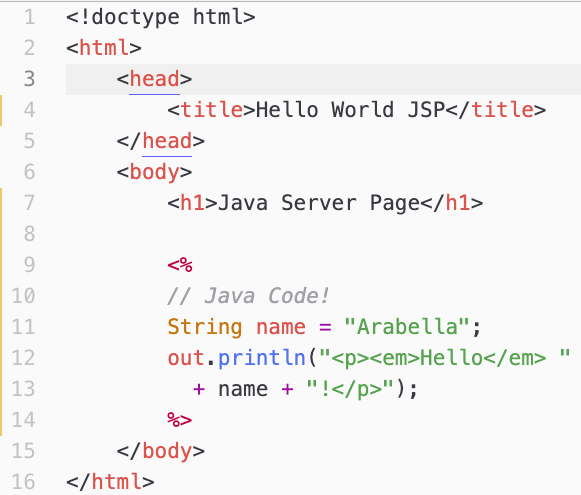 1 <!doctype html>
2 <html>
3     <head>
4         <title>Hello World JSP</title>
5     </head>
6     <body>
7         <h1>Java Server Page</h1>
8
9         <%
10         // Java Code!
11         String name = "Arabella";
12         out.println("<p><em>Hello</em> "
13           + name + "!</p>");
14         %>
15     </body>
16 </html>